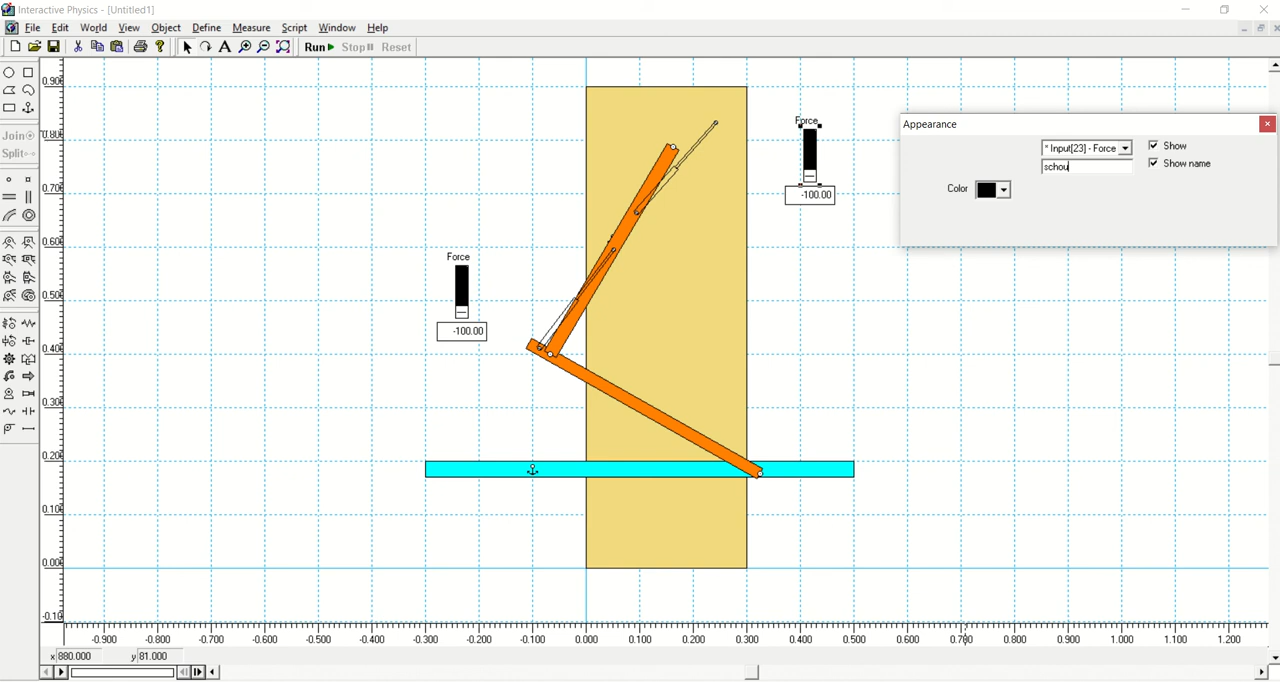 Interactive Physics - [Untitled1]
File Edit World View Object Define Measure Script Window Help
Run Stop Reset
Join
Split
0.800
0.700
0.600
0.500
0.400
0.300
0.200
0.100
0.000
-0.10
Force
-100.00
Force
-100.00
Appearance
* Input[23] - Force
schou
Show
Show name
Color
-0.900 -0.800 -0.700 -0.600 -0.500 -0.400 -0.300 -0.200 -0.100 0.000 0.100 0.200 0.300 0.400 0.500 0.600 0.700 0.800 0.900 1.000 1.100 1.200
x 880.000 y 81.000